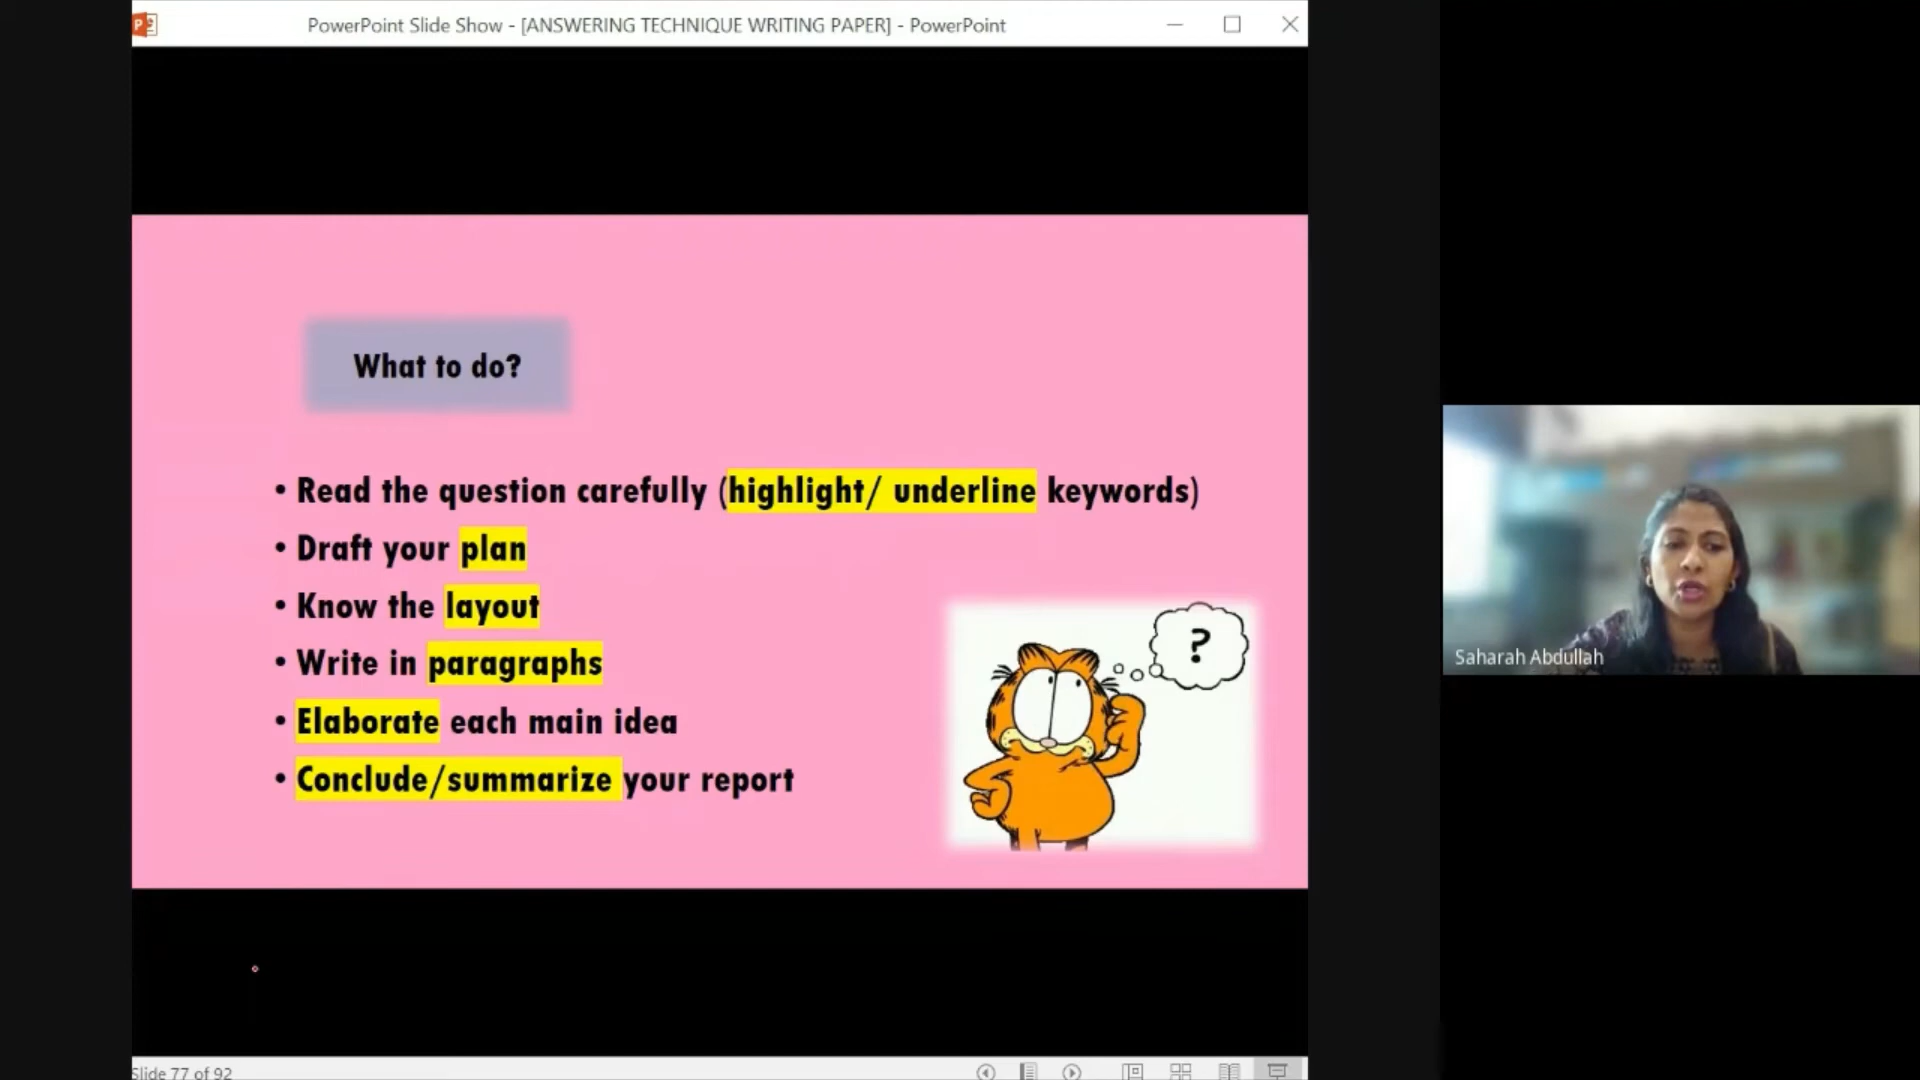 PowerPoint Slide Show - [ANSWERING TECHNIQUE WRITING PAPER] - PowerPoint
What to do?
• Read the question carefully (highlight/ underline keywords)
• Draft your plan
• Know the layout
• Write in paragraphs
• Elaborate each main idea
• Conclude/summarize your report
?
Saharah Abdullah
Slide 77 of 92